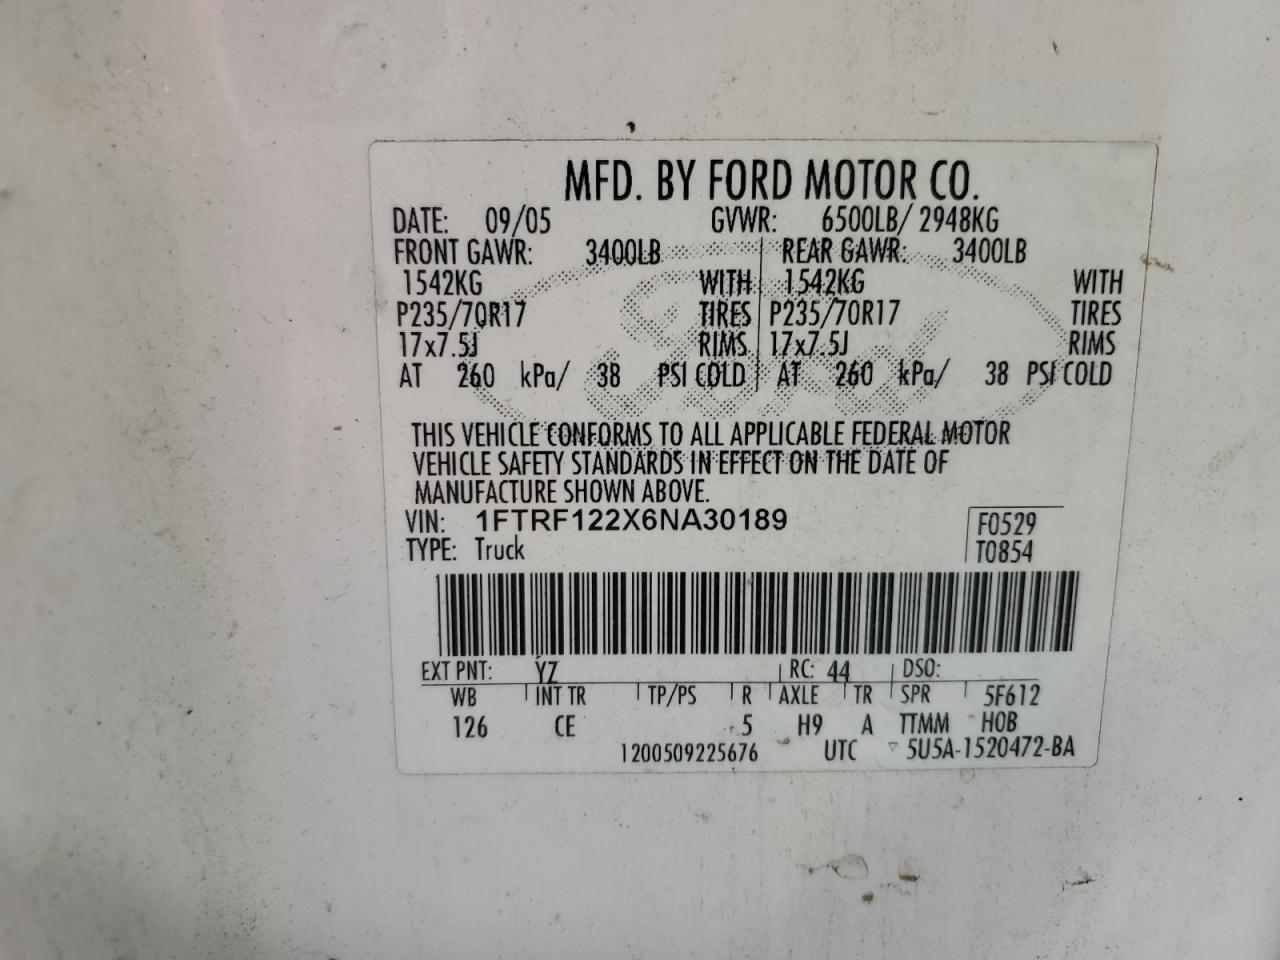 MFD. BY FORD MOTOR CO.
DATE: 09/05 GVWR: 6500LB/ 2948KG
FRONT GAWR: 3400LB REAR GAWR: 3400LB
1542KG WITH 1542KG WITH
P235/70R17 TIRES P235/70R17 TIRES
17x7.5J RIMS 17x7.5J RIMS
AT 260 kPa/ 38 PSI COLD AT 260 kPa/ 38 PSI COLD
THIS VEHICLE CONFORMS TO ALL APPLICABLE FEDERAL MOTOR
VEHICLE SAFETY STANDARDS IN EFFECT ON THE DATE OF
MANUFACTURE SHOWN ABOVE.
VIN: 1FTRF122X6NA30189 F0529
TYPE: Truck T0854
EXT PNT: YZ RC: 44 DSO:
WB INT TR TP/PS R AXLE TR SPR 5F612
126 CE 5 H9 A TTMM HOB
1200509225676 UTC ▽ 5U5A-1520472-BA
Ford